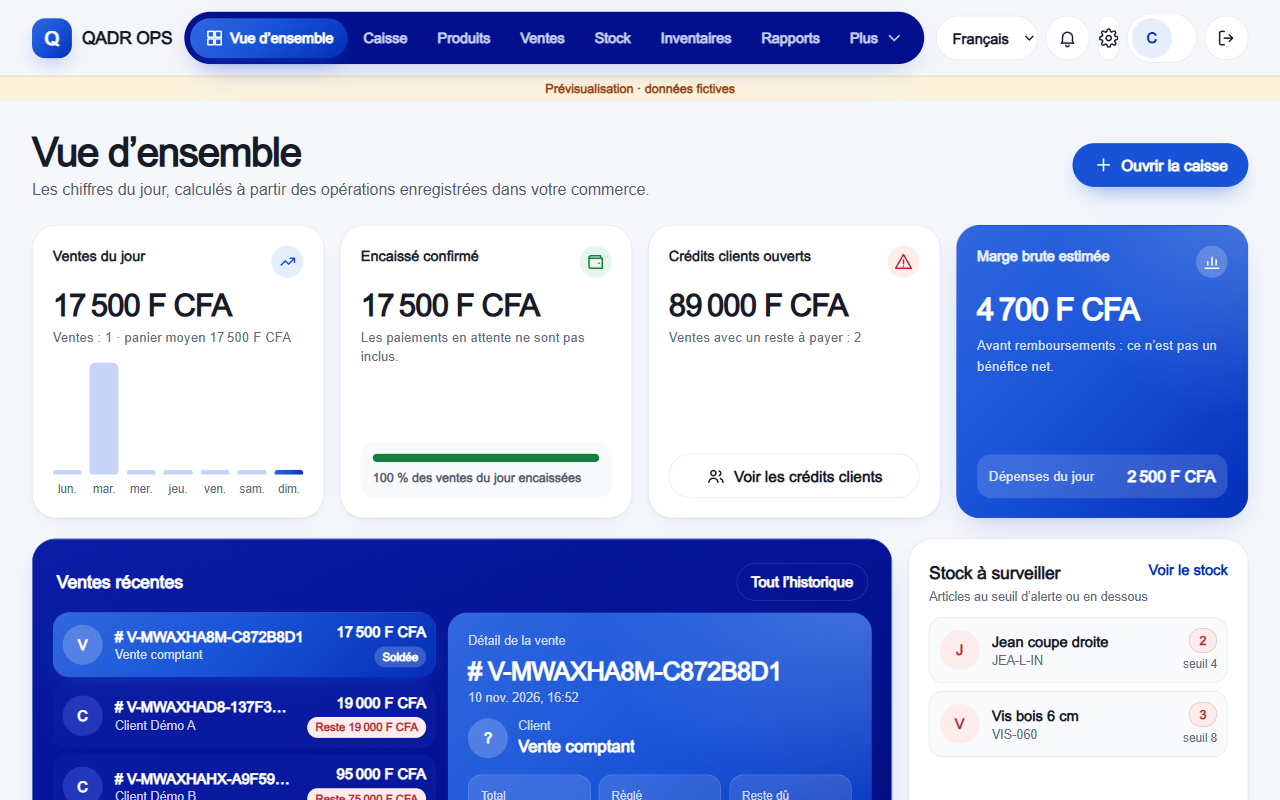 Q QADR OPS Vue d’ensemble Caisse Produits Ventes Stock Inventaires Rapports Plus Français C
Prévisualisation · données fictives
Vue d’ensemble
Les chiffres du jour, calculés à partir des opérations enregistrées dans votre commerce.
Ouvrir la caisse
Ventes du jour
17 500 F CFA
Ventes : 1 · panier moyen 17 500 F CFA
lun. mar. mer. jeu. ven. sam. dim.
Encaissé confirmé
17 500 F CFA
Les paiements en attente ne sont pas
inclus.
100 % des ventes du jour encaissées
Crédits clients ouverts
89 000 F CFA
Ventes avec un reste à payer : 2
Voir les crédits clients
Marge brute estimée
4 700 F CFA
Avant remboursements : ce n’est pas un
bénéfice net.
Dépenses du jour 2 500 F CFA
Ventes récentes
Tout l’historique
V # V-MWAXHA8M-C872B8D1 17 500 F CFA
Vente comptant Soldée
C # V-MWAXHAD8-137F3… 19 000 F CFA
Client Démo A Reste 19 000 F CFA
C # V-MWAXHAHX-A9F59… 95 000 F CFA
Client Démo B Reste 75 000 F CFA
Détail de la vente
# V-MWAXHA8M-C872B8D1
10 nov. 2026, 16:52
? Client
Vente comptant
Total Réglé Reste dû
Stock à surveiller Voir le stock
Articles au seuil d’alerte ou en dessous
J Jean coupe droite 2
JEA-L-IN seuil 4
V Vis bois 6 cm 3
VIS-060 seuil 8